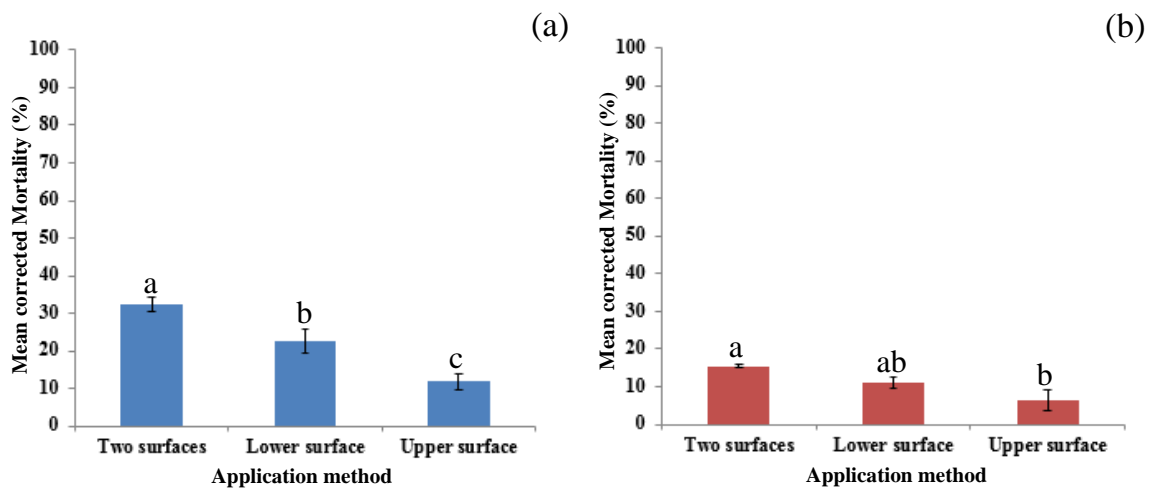 (a)
Mean corrected Mortality (%)
100
90
80
70
60
50
40
30
20
10
0
a
b
c
Two surfaces Lower surface Upper surface
Application method
(b)
Mean corrected Mortality (%)
100
90
80
70
60
50
40
30
20
10
0
a
ab
b
Two surfaces Lower surface Upper surface
Application method